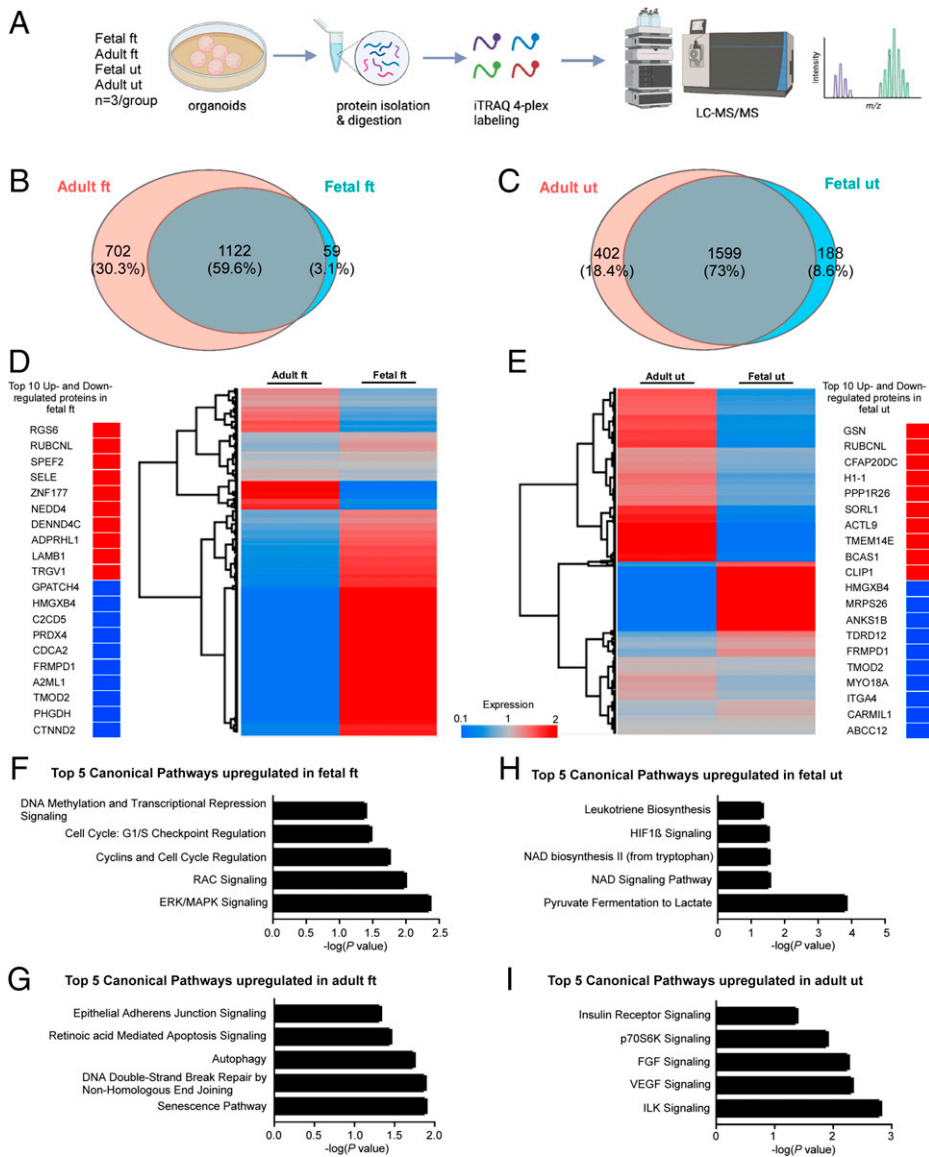 A
Fetal ft
Adult ft
Fetal ut
Adult ut
n=3/group
organoids
protein isolation
& digestion
iTRAQ 4-plex
labeling
LC-MS/MS
Intensity
m/z
B
Adult ft
Fetal ft
702
(30.3%)
1122
(59.6%)
59
(3.1%)
C
Adult ut
Fetal ut
402
(18.4%)
1599
(73%)
188
(8.6%)
D
Top 10 Up- and Down-
regulated proteins in
fetal ft
RGS6
RUBCNL
SPEF2
SELE
ZNF177
NEDD4
DENND4C
ADPRHL1
LAMB1
TRGV1
GPATCH4
HMGXB4
C2CD5
PRDX4
CDCA2
FRMPD1
A2ML1
TMOD2
PHGDH
CTNND2
Adult ft
Fetal ft
Expression
0.1
1
2
E
Adult ut
Fetal ut
Top 10 Up- and Down-
regulated proteins in
fetal ut
GSN
RUBCNL
CFAP20DC
H1-1
PPP1R26
SORL1
ACTL9
TMEM14E
BCAS1
CLIP1
HMGXB4
MRPS26
ANKS1B
TDRD12
FRMPD1
TMOD2
MYO18A
ITGA4
CARMIL1
ABCC12
F
Top 5 Canonical Pathways upregulated in fetal ft
DNA Methylation and Transcriptional Repression
Signaling
Cell Cycle: G1/S Checkpoint Regulation
Cyclins and Cell Cycle Regulation
RAC Signaling
ERK/MAPK Signaling
0.0 0.5 1.0 1.5 2.0 2.5
-log(P value)
H
Top 5 Canonical Pathways upregulated in fetal ut
Leukotriene Biosynthesis
HIF1ß Signaling
NAD biosynthesis II (from tryptophan)
NAD Signaling Pathway
Pyruvate Fermentation to Lactate
0 1 2 3 4 5
-log(P value)
G
Top 5 Canonical Pathways upregulated in adult ft
Epithelial Adherens Junction Signaling
Retinoic acid Mediated Apoptosis Signaling
Autophagy
DNA Double-Strand Break Repair by
Non-Homologous End Joining
Senescence Pathway
0.0 0.5 1.0 1.5 2.0
-log(P value)
I
Top 5 Canonical Pathways upregulated in adult ut
Insulin Receptor Signaling
p70S6K Signaling
FGF Signaling
VEGF Signaling
ILK Signaling
0 1 2 3
-log(P value)